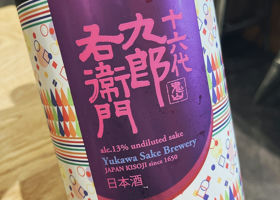 十六代
九郎
右衛門
alc.13% undiluted sake
Yukawa Sake Brewery
JAPAN KISOJI since 1650
日本酒